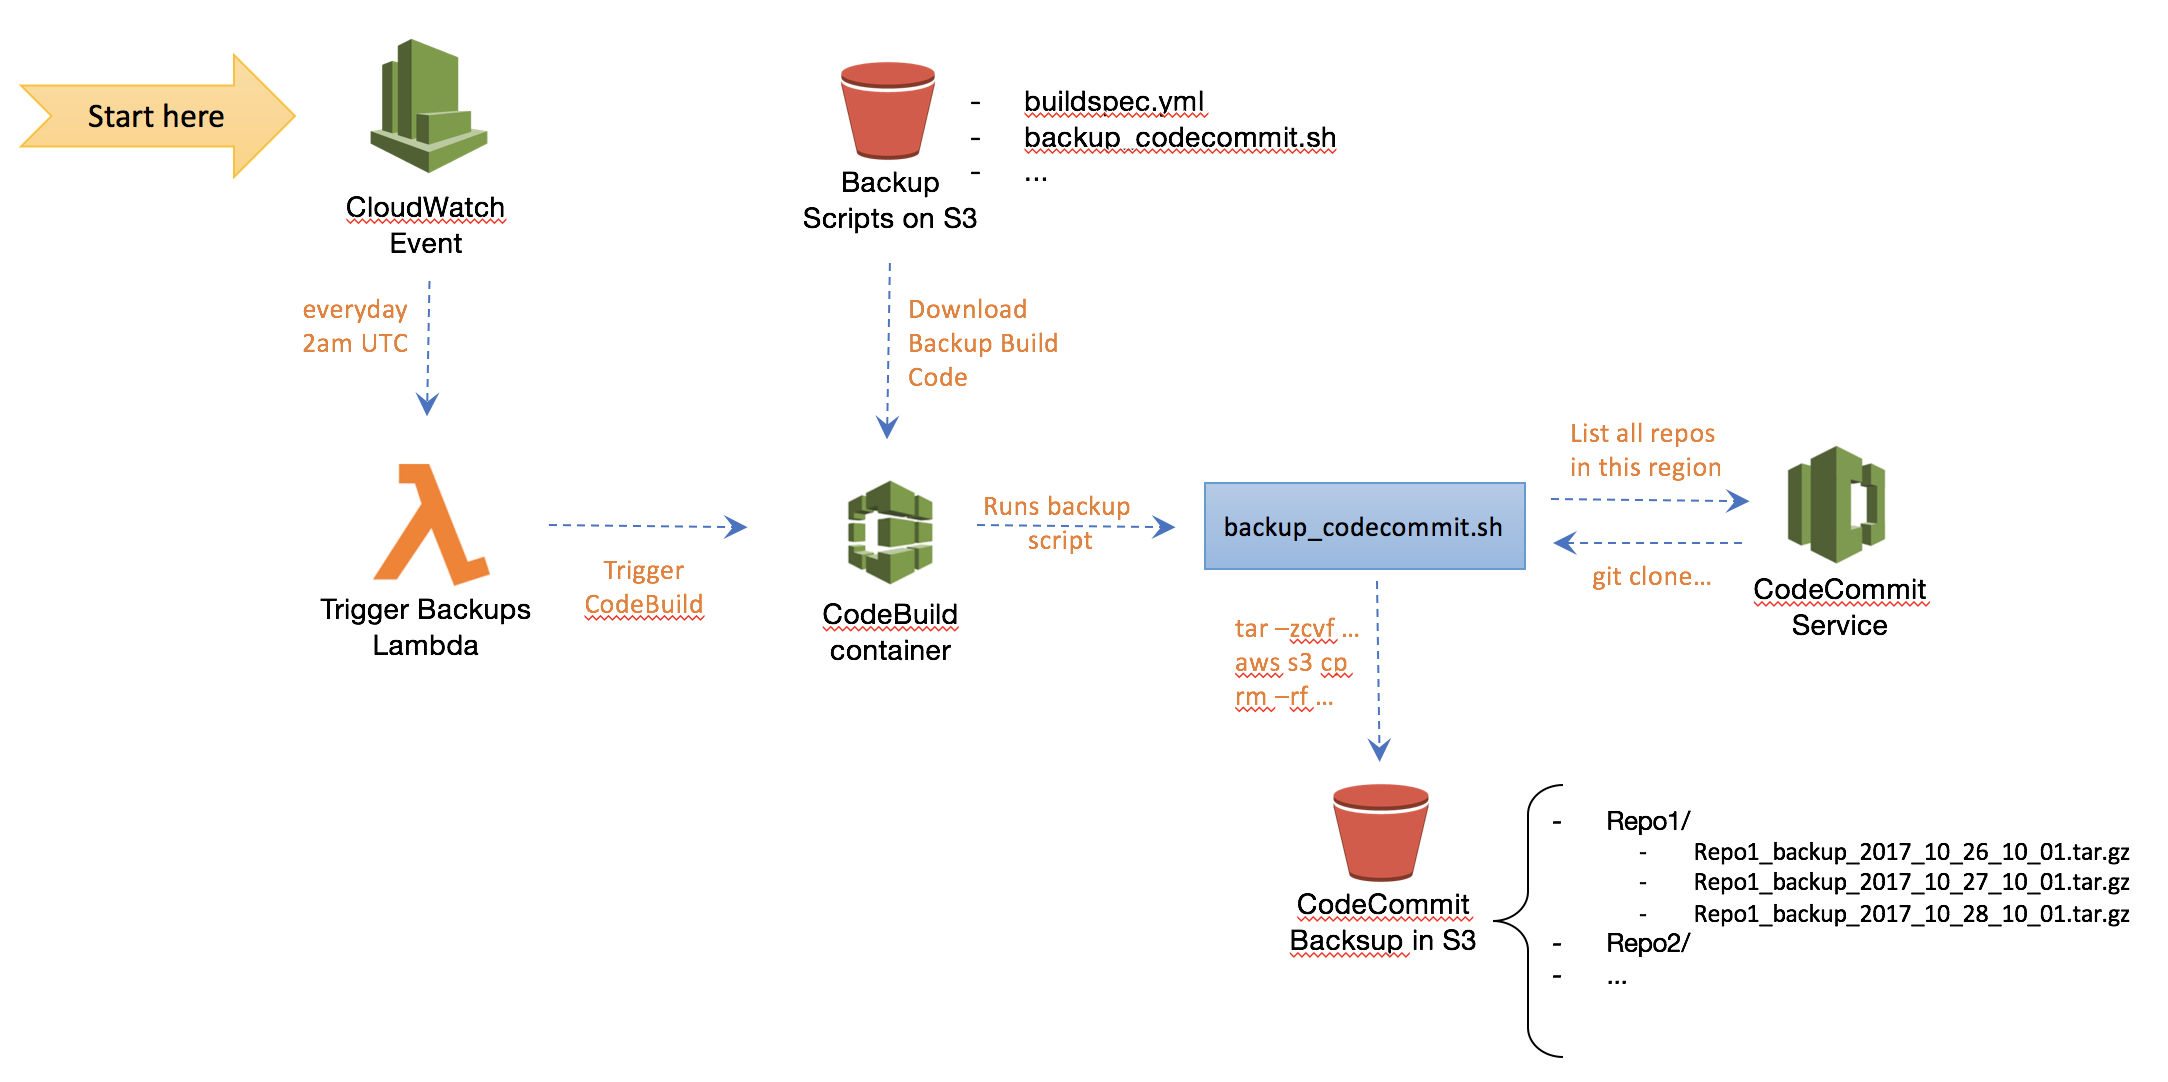 Start here
CloudWatch
Event
everyday
2am UTC
Trigger Backups
Lambda
Trigger
CodeBuild
Backup
Scripts on S3
- buildspec.yml
- backup_codecommit.sh
- ...
Download
Backup Build
Code
CodeBuild
container
Runs backup
script
backup_codecommit.sh
List all repos
in this region
git clone...
CodeCommit
Service
tar –zcvf ...
aws s3 cp
rm –rf ...
CodeCommit
Backsup in S3
- Repo1/
- Repo1_backup_2017_10_26_10_01.tar.gz
- Repo1_backup_2017_10_27_10_01.tar.gz
- Repo1_backup_2017_10_28_10_01.tar.gz
- Repo2/
- ...